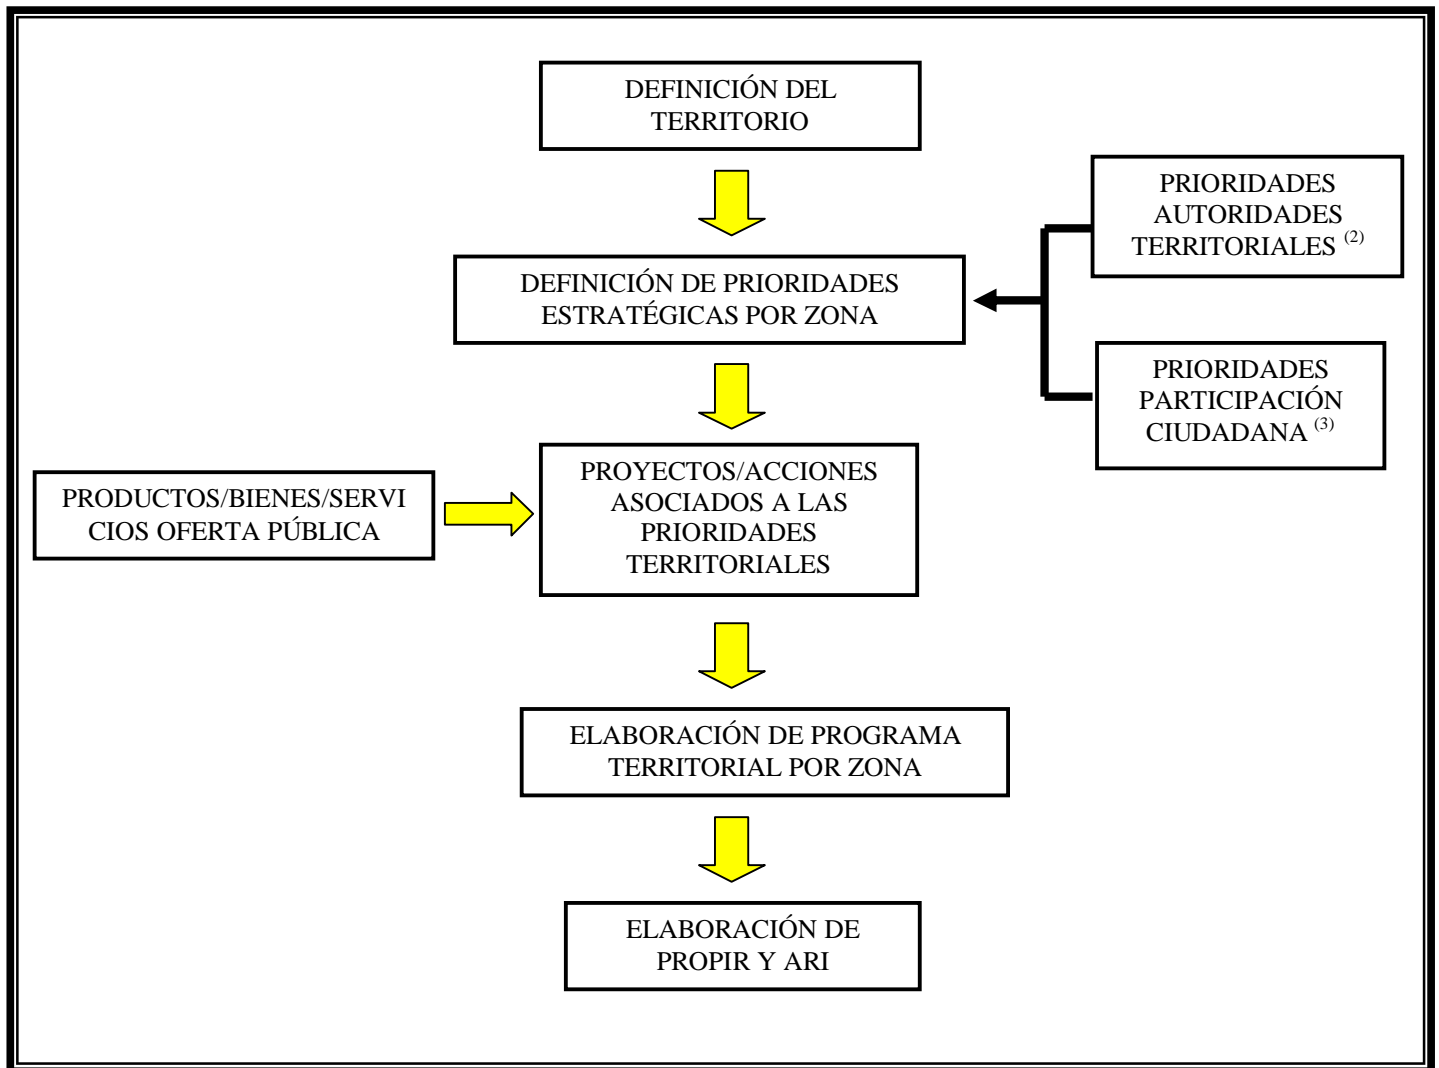 DEFINICIÓN DEL
TERRITORIO
PRIORIDADES
AUTORIDADES
TERRITORIALES (2)
DEFINICIÓN DE PRIORIDADES
ESTRATÉGICAS POR ZONA
PRIORIDADES
PARTICIPACIÓN
CIUDADANA (3)
PRODUCTOS/BIENES/SERVI
CIOS OFERTA PÚBLICA
PROYECTOS/ACCIONES
ASOCIADOS A LAS
PRIORIDADES
TERRITORIALES
ELABORACIÓN DE PROGRAMA
TERRITORIAL POR ZONA
ELABORACIÓN DE
PROPIR Y ARI